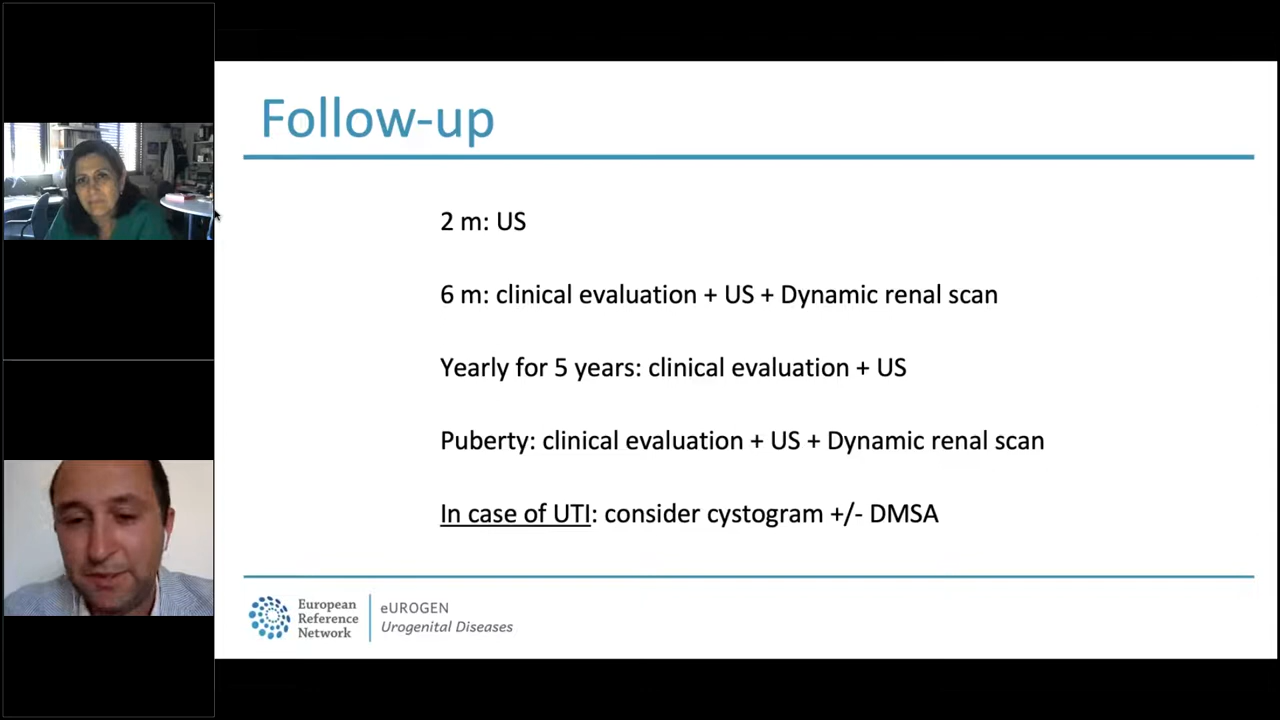 Follow-up
2 m: US
6 m: clinical evaluation + US + Dynamic renal scan
Yearly for 5 years: clinical evaluation + US
Puberty: clinical evaluation + US + Dynamic renal scan
In case of UTI: consider cystogram +/- DMSA
European
Reference
Network
eUROGEN
Urogenital Diseases